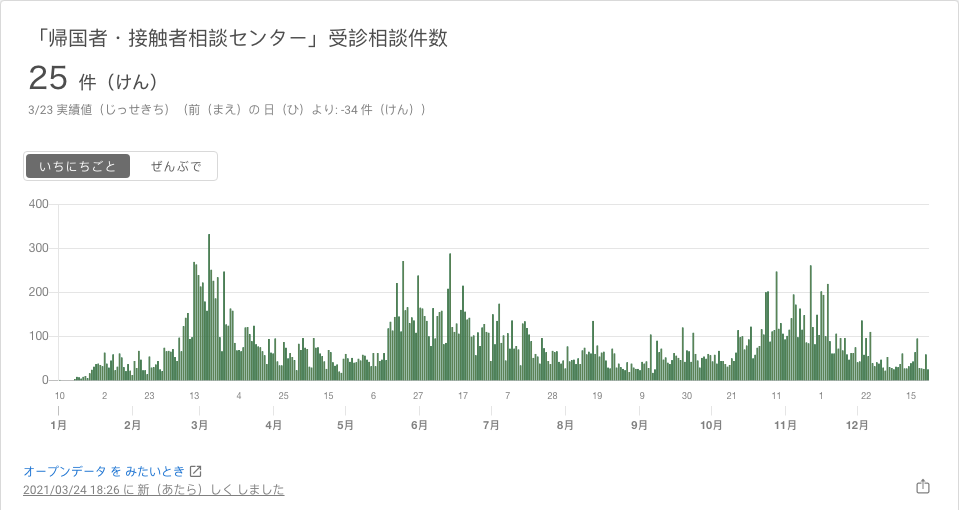 「帰国者・接触者相談センター」受診相談件数
25 件（けん）
3/23 実績値（じっせきち）（前（まえ）の 日（ひ）より: -34 件（けん））
いちにちごと ぜんぶで
400
300
200
100
0
10 2 23 13 4 25 15 6 27 17 7 28 19 9 30 21 11 1 22 15
1月 2月 3月 4月 5月 6月 7月 8月 9月 10月 11月 12月
オープンデータ を みたいとき
2021/03/24 18:26 に 新（あたら）しく しました